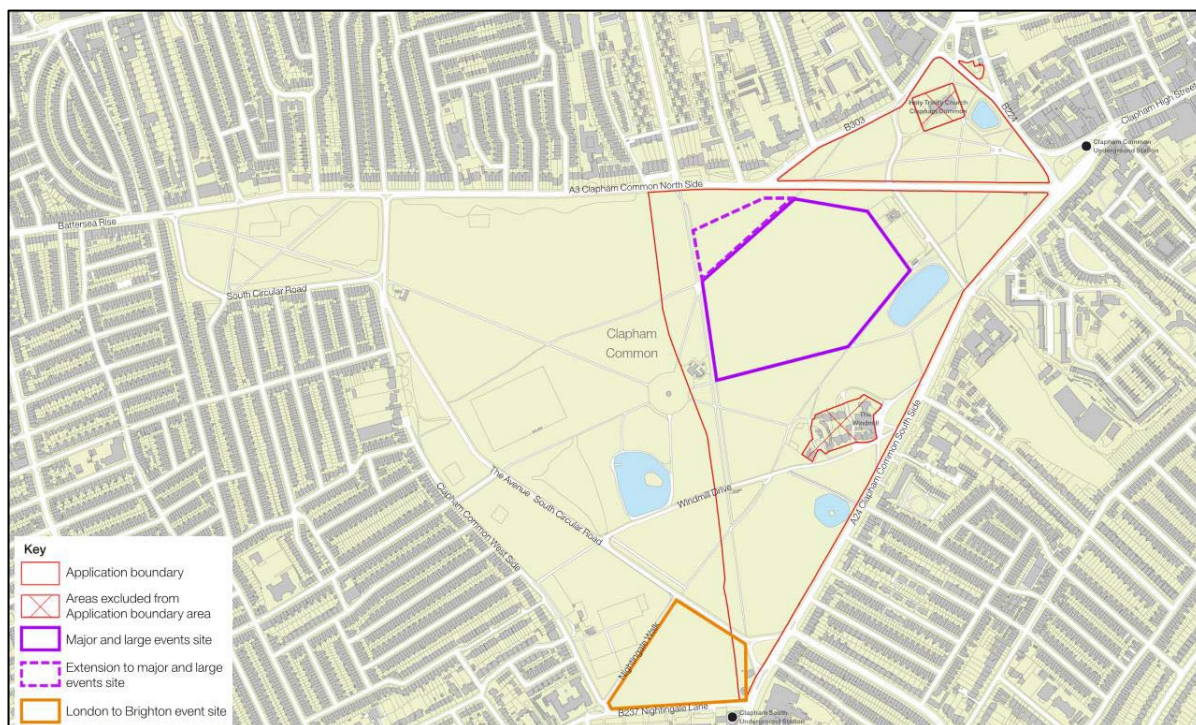 Holy Trinity Church
Clapham Common
B303
B224
Clapham High Street
Clapham Common
Underground Station
A3 Clapham Common North Side
Battersea Rise
South Circular Road
Clapham
Common
The
Windmill
A24 Clapham Common South Side
Windmill Drive
The Avenue South Circular Road
Clapham Common West Side
Nightingale Walk
B237 Nightingale Lane
Clapham South
Underground Station
Key
Application boundary
Areas excluded from
Application boundary area
Major and large events site
Extension to major and large
events site
London to Brighton event site